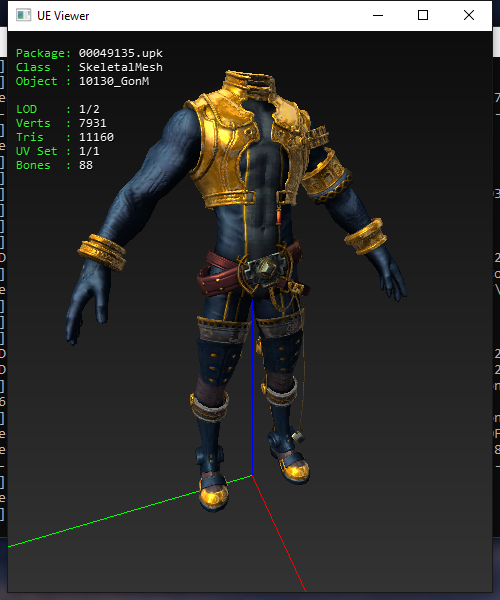 UE Viewer
Package: 00049135.upk
Class : SkeletalMesh
Object : 10130_GonM
LOD : 1/2
Verts : 7931
Tris : 11160
UV Set : 1/1
Bones : 88